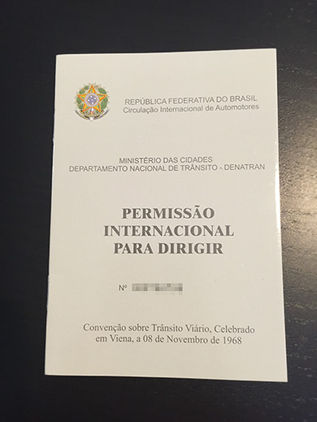 REPÚBLICA FEDERATIVA DO BRASIL
Circulação Internacional de Automotores
MINISTÉRIO DAS CIDADES
DEPARTAMENTO NACIONAL DE TRÂNSITO - DENATRAN
PERMISSÃO
INTERNACIONAL
PARA DIRIGIR
Nº
Convenção sobre Trânsito Viário, Celebrado
em Viena, a 08 de Novembro de 1968